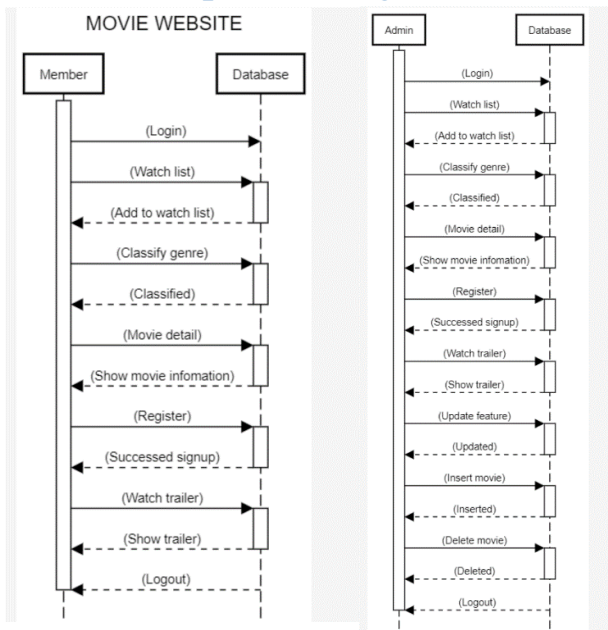 MOVIE WEBSITE
Member
Database
(Login)
(Watch list)
(Add to watch list)
(Classify genre)
(Classified)
(Movie detail)
(Show movie infomation)
(Register)
(Successed signup)
(Watch trailer)
(Show trailer)
(Logout)
Admin
Database
(Login)
(Watch list)
(Add to watch list)
(Classify genre)
(Classified)
(Movie detail)
(Show movie infomation)
(Register)
(Successed signup)
(Watch trailer)
(Show trailer)
(Update feature)
(Updated)
(Insert movie)
(Inserted)
(Delete movie)
(Deleted)
(Logout)